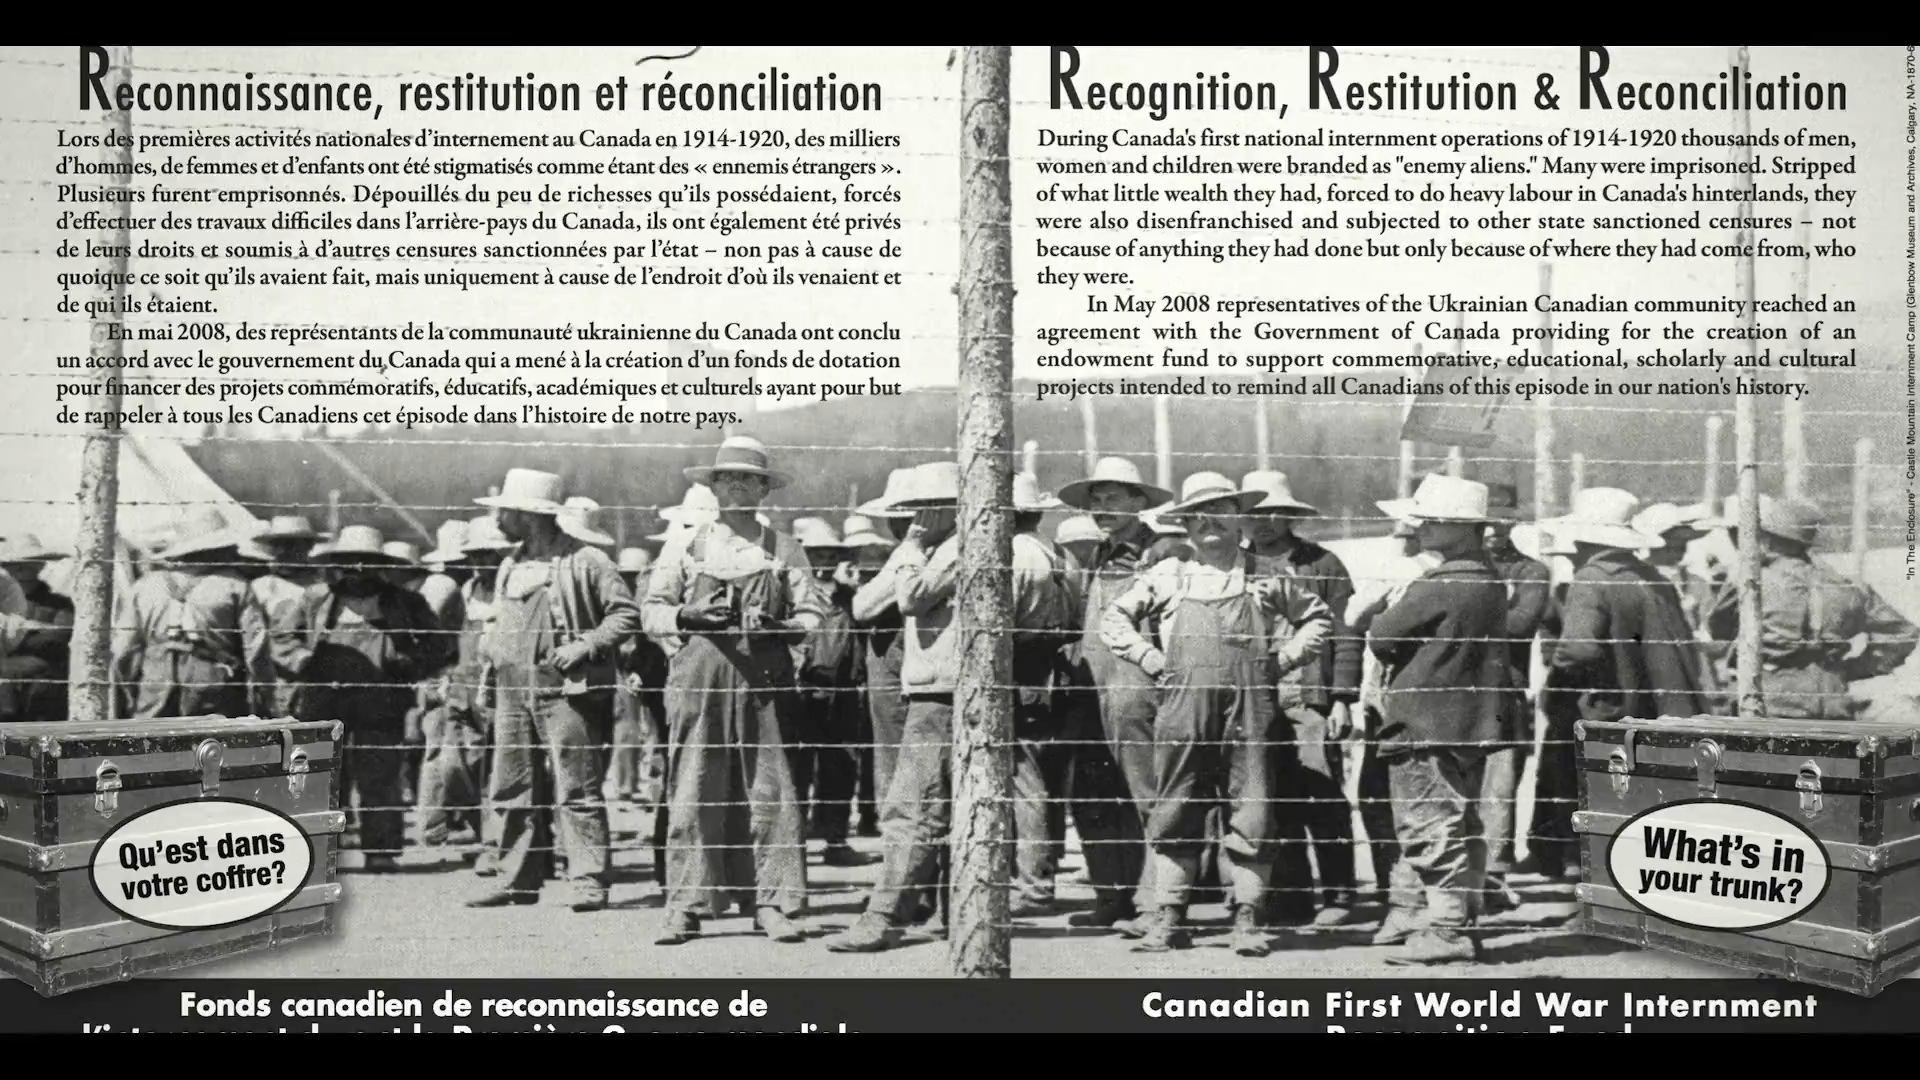 Reconnaissance, restitution et réconciliation
Lors des premières activités nationales d'internement au Canada en 1914-1920, des milliers
d'hommes, de femmes et d'enfants ont été stigmatisés comme étant des « ennemis étrangers ».
Plusieurs furent emprisonnés. Dépouillés du peu de richesses qu'ils possédaient, forcés
d'effectuer des travaux difficiles dans l'arrière-pays du Canada, ils ont également été privés
de leurs droits et soumis à d'autres censures sanctionnées par l'état – non pas à cause de
quoique ce soit qu'ils avaient fait, mais uniquement à cause de l'endroit d'où ils venaient et
de qui ils étaient.
En mai 2008, des représentants de la communauté ukrainienne du Canada ont conclu
un accord avec le gouvernement du Canada qui a mené à la création d'un fonds de dotation
pour financer des projets commémoratifs, éducatifs, académiques et culturels ayant pour but
de rappeler à tous les Canadiens cet épisode dans l'histoire de notre pays.
Qu'est dans
votre coffre?
Fonds canadien de reconnaissance de
l'internement durant la Première Guerre mondiale
Recognition, Restitution & Reconciliation
During Canada's first national internment operations of 1914-1920 thousands of men,
women and children were branded as "enemy aliens." Many were imprisoned. Stripped
of what little wealth they had, forced to do heavy labour in Canada's hinterlands, they
were also disenfranchised and subjected to other state sanctioned censures – not
because of anything they had done but only because of where they had come from, who
they were.
In May 2008 representatives of the Ukrainian Canadian community reached an
agreement with the Government of Canada providing for the creation of an
endowment fund to support commemorative, educational, scholarly and cultural
projects intended to remind all Canadians of this episode in our nation's history.
What's in
your trunk?
Canadian First World War Internment
Recognition Fund
"In The Enclosure" - Castle Mountain Internment Camp (Glenbow Museum and Archives, Calgary, NA-1870-6